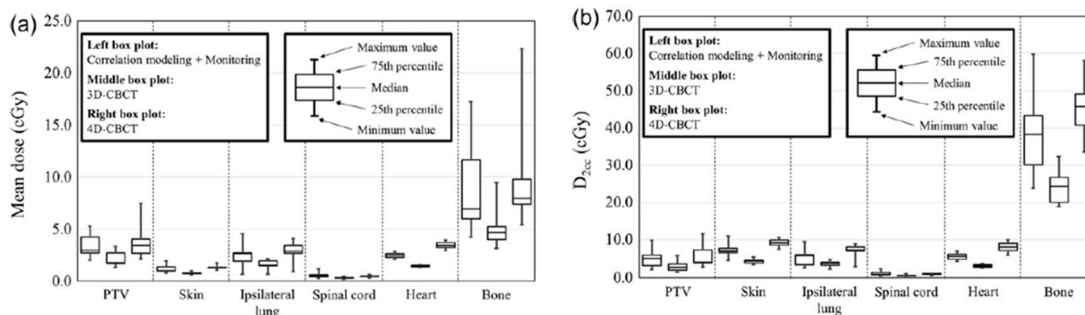 (a)
25.0
20.0
15.0
10.0
5.0
0.0
Mean dose (cGy)
Left box plot:
Correlation modeling + Monitoring
Middle box plot:
3D-CBCT
Right box plot:
4D-CBCT
Maximum value
75th percentile
Median
25th percentile
Minimum value
PTV
Skin
Ipsilateral
lung
Spinal cord
Heart
Bone
(b)
70.0
60.0
50.0
40.0
30.0
20.0
10.0
0.0
D2cc (cGy)
Left box plot:
Correlation modeling + Monitoring
Middle box plot:
3D-CBCT
Right box plot:
4D-CBCT
Maximum value
75th percentile
Median
25th percentile
Minimum value
PTV
Skin
Ipsilateral
lung
Spinal cord
Heart
Bone